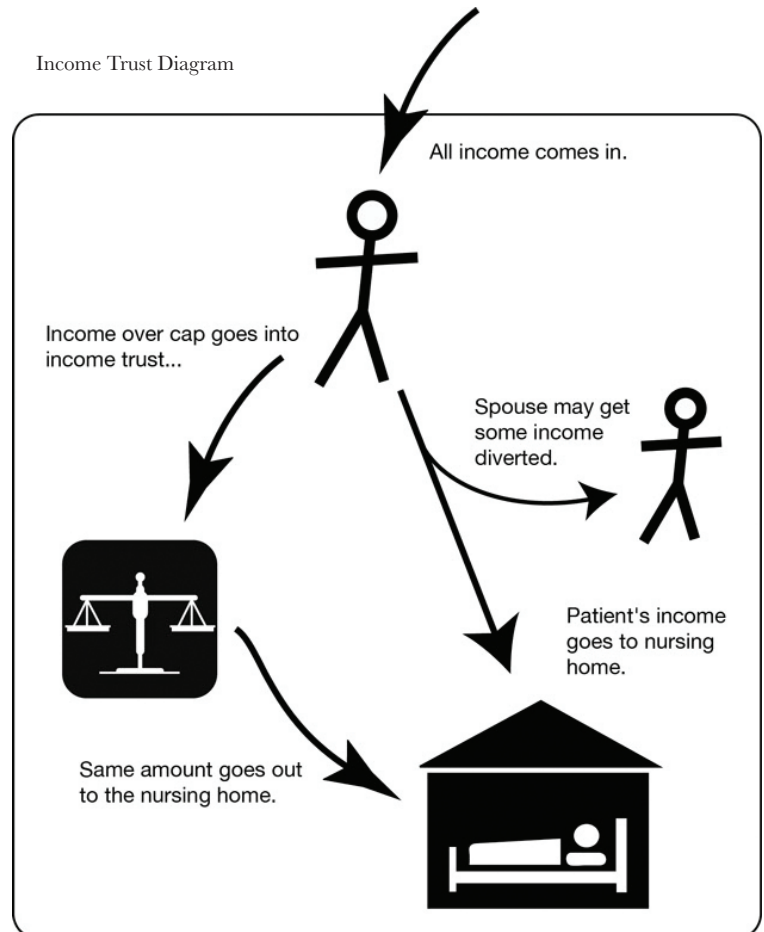 Income Trust Diagram
All income comes in.
Income over cap goes into
income trust...
Spouse may get
some income
diverted.
Patient's income
goes to nursing
home.
Same amount goes out
to the nursing home.